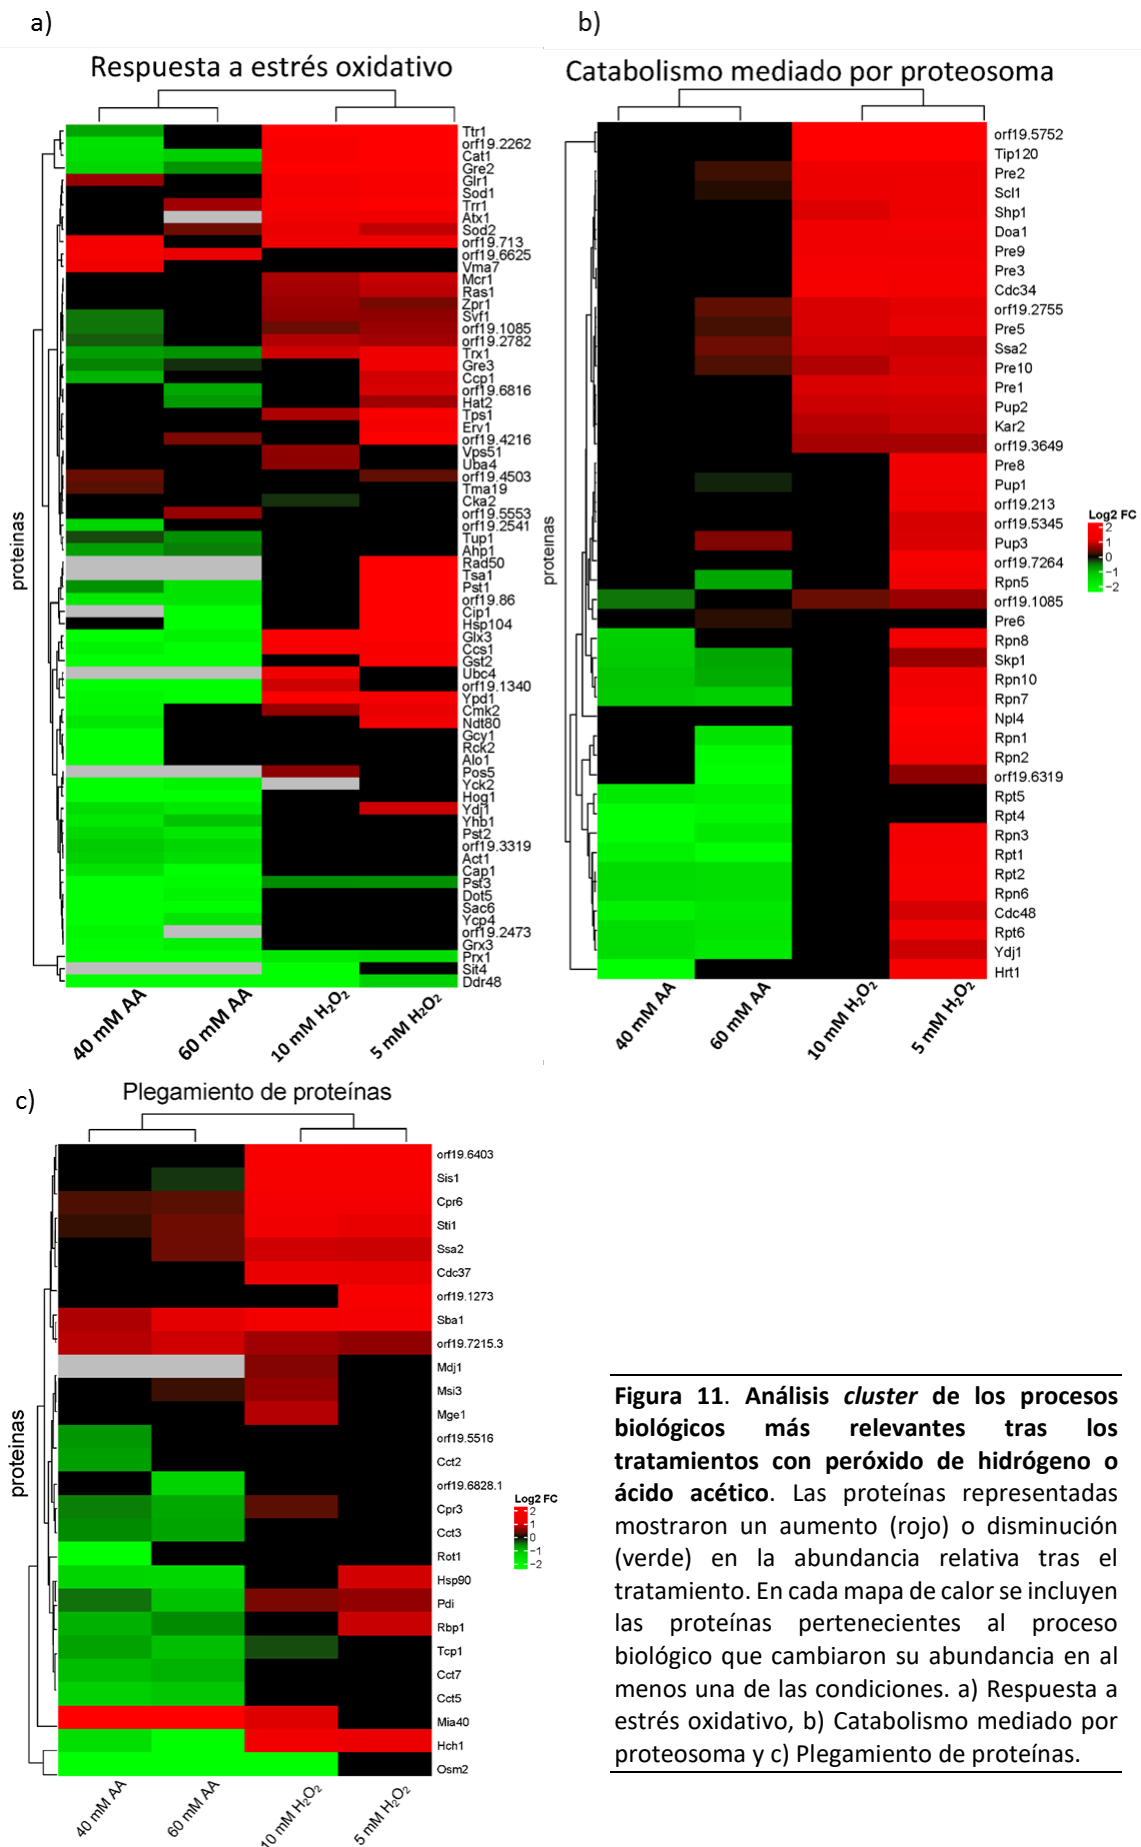 a)
Respuesta a estrés oxidativo
proteínas
Ttr1
orf19.2262
Cat1
Gre2
Glr1
Sod1
Trr1
Atx1
Sod2
orf19.713
orf19.6625
Vma7
Mcr1
Ras1
Zpr1
Svf1
orf19.1085
orf19.2782
Trx1
Gre3
Ccp1
orf19.6816
Hat2
Tps1
Erv1
orf19.4216
Vps51
Uba4
orf19.4503
Tma19
Cka2
orf19.5553
orf19.2541
Tup1
Ahp1
Rad50
Tsa1
Pst1
orf19.86
Cip1
Hsp104
Glx3
Ccs1
Gst2
Ubc4
orf19.1340
Ypd1
Cmk2
Ndt80
Gcy1
Rck2
Alo1
Pos5
Yck2
Hog1
Ydj1
Yhb1
Pst2
orf19.3319
Act1
Cap1
Pst3
Dot5
Sac6
Ycp4
orf19.2473
Grx3
Prx1
Sit4
Ddr48
40 mM AA
60 mM AA
10 mM H₂O₂
5 mM H₂O₂
b)
Catabolismo mediado por proteosoma
proteínas
orf19.5752
Tip120
Pre2
Scl1
Shp1
Doa1
Pre9
Pre3
Cdc34
orf19.2755
Pre5
Ssa2
Pre10
Pre1
Pup2
Kar2
orf19.3649
Pre8
Pup1
orf19.213
orf19.5345
Pup3
orf19.7264
Rpn5
orf19.1085
Pre6
Rpn8
Skp1
Rpn10
Rpn7
Npl4
Rpn1
Rpn2
orf19.6319
Rpt5
Rpt4
Rpn3
Rpt1
Rpt2
Rpn6
Cdc48
Rpt6
Ydj1
Hrt1
40 mM AA
60 mM AA
10 mM H₂O₂
5 mM H₂O₂
Log2 FC
2
1
0
−1
−2
c)
Plegamiento de proteínas
proteínas
orf19.6403
Sis1
Cpr6
Sti1
Ssa2
Cdc37
orf19.1273
Sba1
orf19.7215.3
Mdj1
Msi3
Mge1
orf19.5516
Cct2
orf19.6828.1
Cpr3
Cct3
Rot1
Hsp90
Pdi
Rbp1
Tcp1
Cct7
Cct5
Mia40
Hch1
Osm2
40 mM AA
60 mM AA
10 mM H₂O₂
5 mM H₂O₂
Log2 FC
2
1
0
−1
−2
Figura 11. Análisis cluster de los procesos
biológicos más relevantes tras los
tratamientos con peróxido de hidrógeno o
ácido acético. Las proteínas representadas
mostraron un aumento (rojo) o disminución
(verde) en la abundancia relativa tras el
tratamiento. En cada mapa de calor se incluyen
las proteínas pertenecientes al proceso
biológico que cambiaron su abundancia en al
menos una de las condiciones. a) Respuesta a
estrés oxidativo, b) Catabolismo mediado por
proteosoma y c) Plegamiento de proteínas.